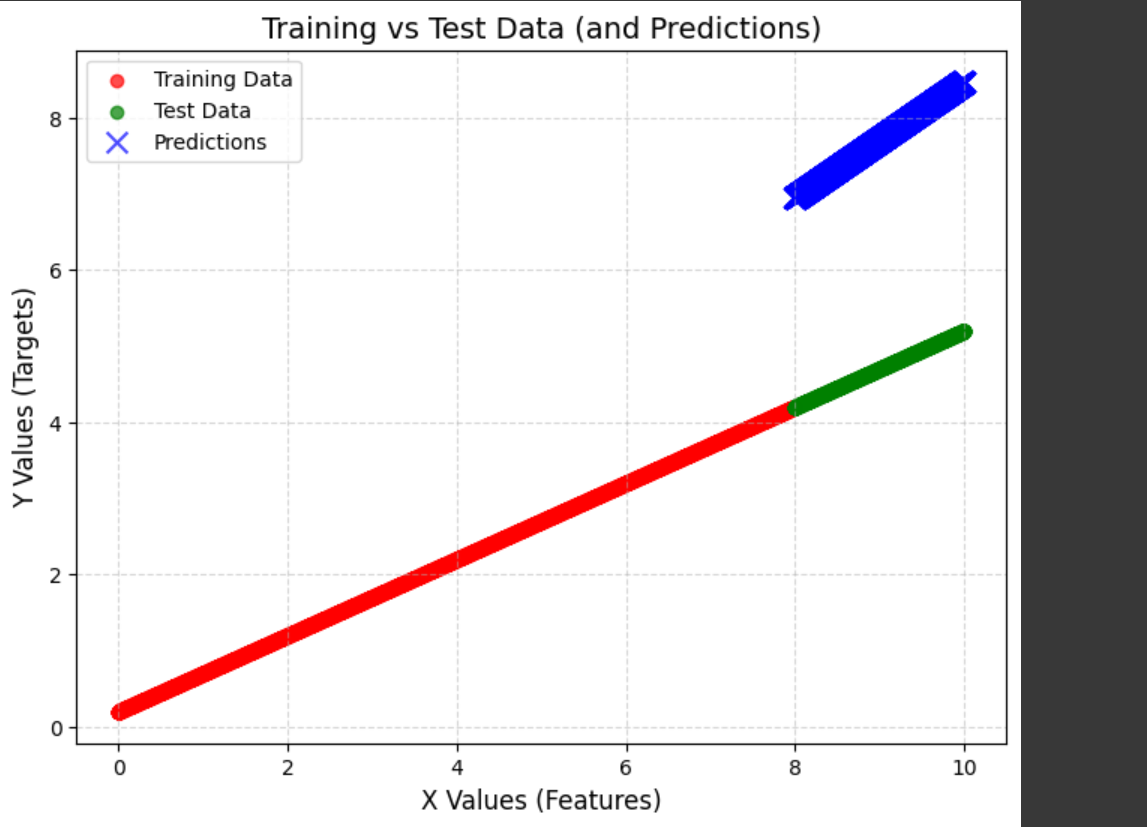 Training vs Test Data (and Predictions)
Training Data
Test Data
Predictions
Y Values (Targets)
8
6
4
2
0
0 2 4 6 8 10
X Values (Features)